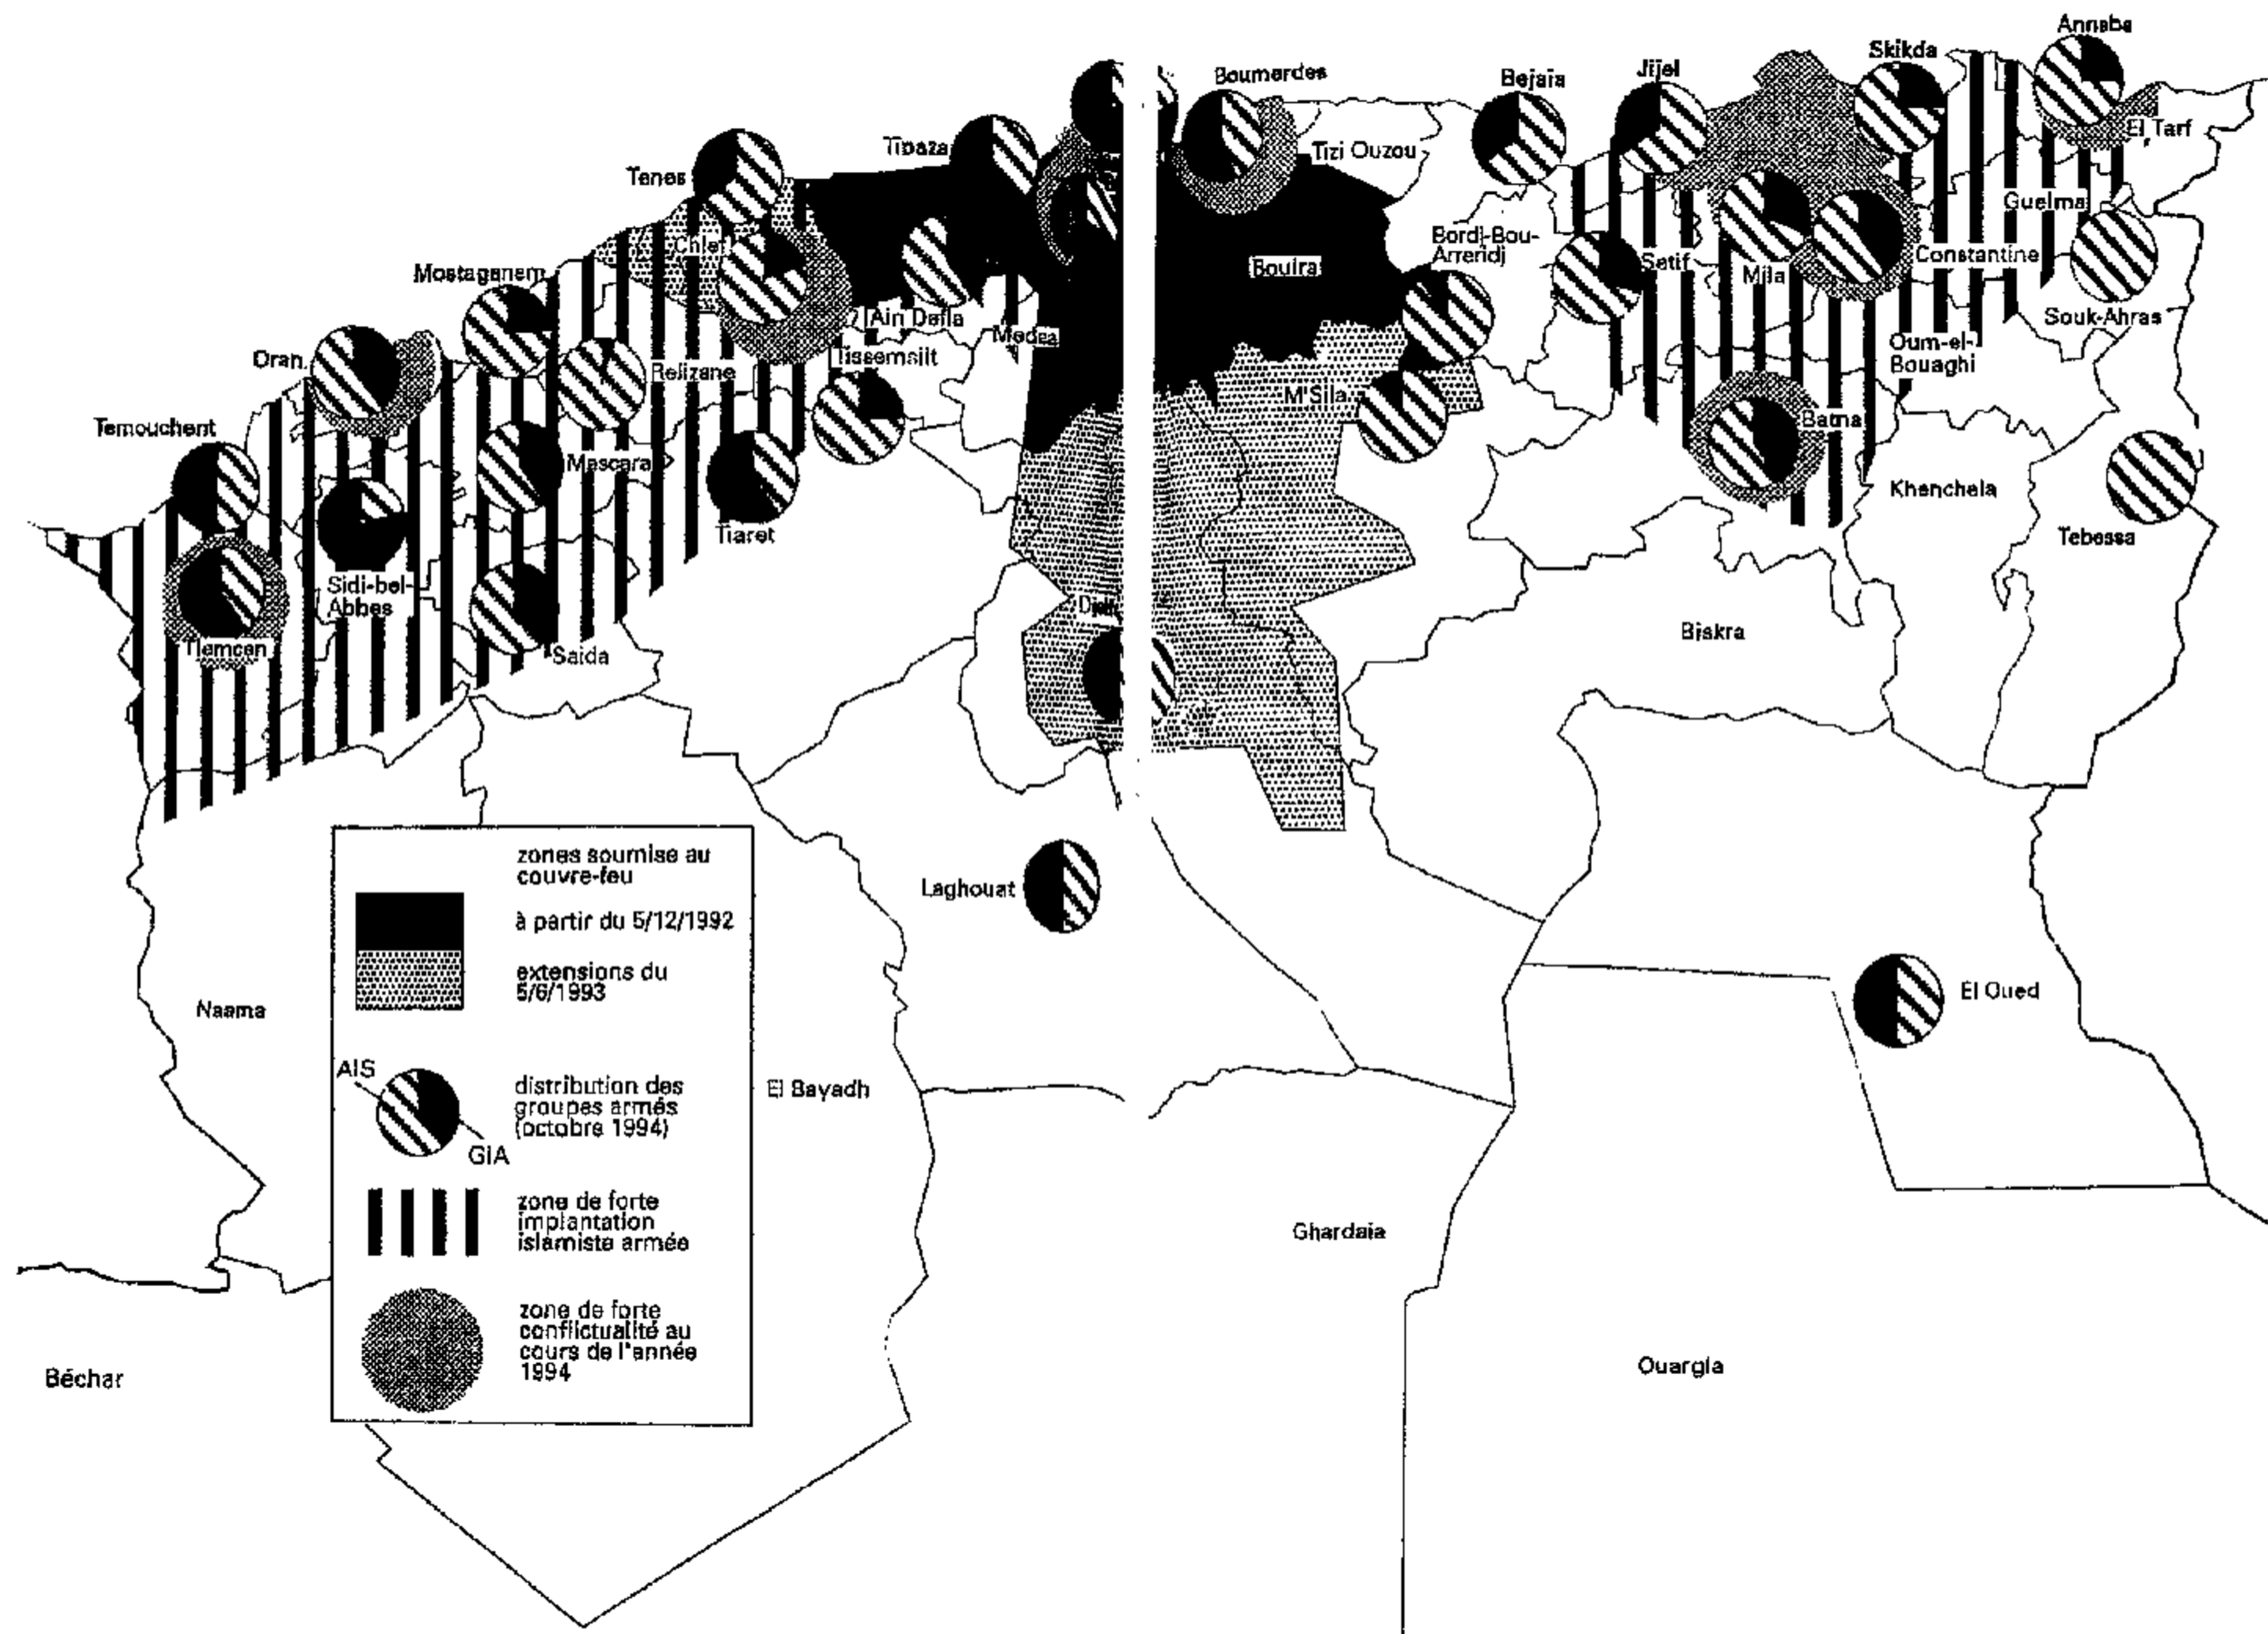 Annaba
Skikda
Jijel
Bejaia
Boumerdes
El Tarf
Tizi Ouzou
Tipaza
Tenes
Guelma
Bordj-Bou-
Arreridj
Chlef
Constantine
Setif
Bouira
Mila
Mostaganem
Souk-Ahras
Ain Defla
Medea
Oum-el-
Bouaghi
Tissemsilt
Oran
Relizane
M'Sila
Batna
Temouchent
Mascara
Khenchela
Tiaret
Tebessa
Sidi-bel-
Abbes
Biskra
Tlemcen
Saida
Laghouat
El Oued
Naama
El Bayadh
Ghardaia
Ouargla
Béchar
zones soumise au
couvre-feu
à partir du 5/12/1992
extensions du
5/6/1993
AIS
GIA
distribution des
groupes armés
(octobre 1994)
zone de forte
implantation
islamiste armée
zone de forte
conflictualité au
cours de l'année
1994